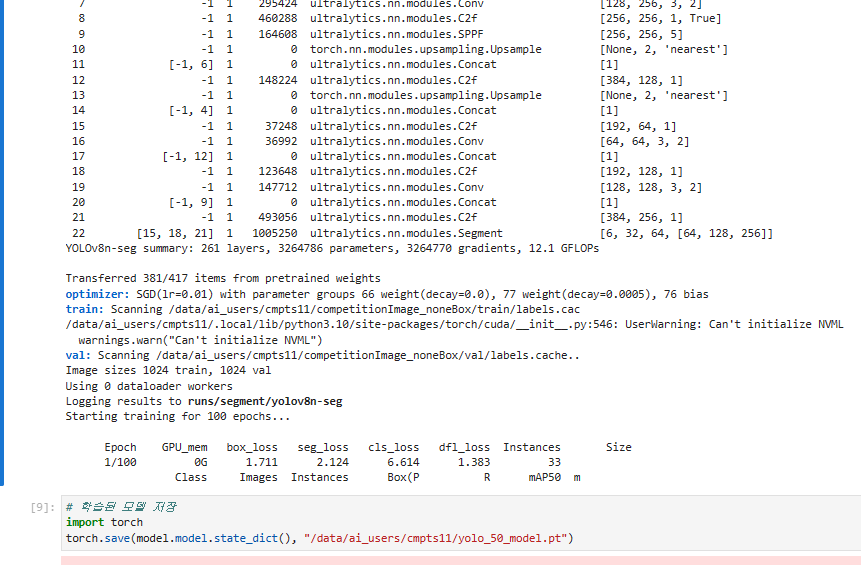 7 -1 1 295424 ultralytics.nn.modules.Conv [128, 256, 3, 2]
8 -1 1 460288 ultralytics.nn.modules.C2f [256, 256, 1, True]
9 -1 1 164608 ultralytics.nn.modules.SPPF [256, 256, 5]
10 -1 1 0 torch.nn.modules.upsampling.Upsample [None, 2, 'nearest']
11 [-1, 6] 1 0 ultralytics.nn.modules.Concat [1]
12 -1 1 148224 ultralytics.nn.modules.C2f [384, 128, 1]
13 -1 1 0 torch.nn.modules.upsampling.Upsample [None, 2, 'nearest']
14 [-1, 4] 1 0 ultralytics.nn.modules.Concat [1]
15 -1 1 37248 ultralytics.nn.modules.C2f [192, 64, 1]
16 -1 1 36992 ultralytics.nn.modules.Conv [64, 64, 3, 2]
17 [-1, 12] 1 0 ultralytics.nn.modules.Concat [1]
18 -1 1 123648 ultralytics.nn.modules.C2f [192, 128, 1]
19 -1 1 147712 ultralytics.nn.modules.Conv [128, 128, 3, 2]
20 [-1, 9] 1 0 ultralytics.nn.modules.Concat [1]
21 -1 1 493056 ultralytics.nn.modules.C2f [384, 256, 1]
22 [15, 18, 21] 1 1005250 ultralytics.nn.modules.Segment [6, 32, 64, [64, 128, 256]]
YOLOv8n-seg summary: 261 layers, 3264786 parameters, 3264770 gradients, 12.1 GFLOPs
Transferred 381/417 items from pretrained weights
optimizer: SGD(lr=0.01) with parameter groups 66 weight(decay=0.0), 77 weight(decay=0.0005), 76 bias
train: Scanning /data/ai_users/cmpts11/competitionImage_noneBox/train/labels.cac
/data/ai_users/cmpts11/.local/lib/python3.10/site-packages/torch/cuda/__init__.py:546: UserWarning: Can't initialize NVML
warnings.warn("Can't initialize NVML")
val: Scanning /data/ai_users/cmpts11/competitionImage_noneBox/val/labels.cache..
Image sizes 1024 train, 1024 val
Using 0 dataloader workers
Logging results to runs/segment/yolov8n-seg
Starting training for 100 epochs...
Epoch GPU_mem box_loss seg_loss cls_loss dfl_loss Instances Size
1/100 0G 1.711 2.124 6.614 1.383 33
Class Images Instances Box(P R mAP50 m
[9]: # 학습된 모델 저장
import torch
torch.save(model.model.state_dict(), "/data/ai_users/cmpts11/yolo_50_model.pt")